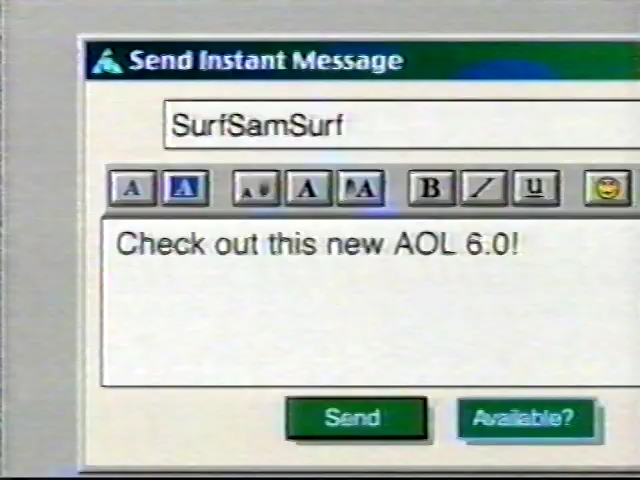 Send Instant Message
SurfSamSurf
A A A A A B I U
Check out this new AOL 6.0!
Send Available?